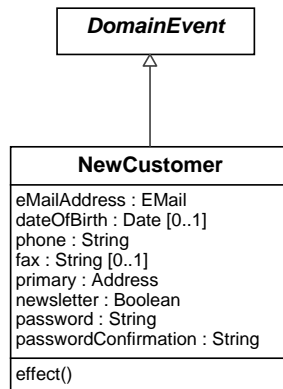 DomainEvent
NewCustomer
eMailAddress : EMail
dateOfBirth : Date [0..1]
phone : String
fax : String [0..1]
primary : Address
newsletter : Boolean
password : String
passwordConfirmation : String
effect()